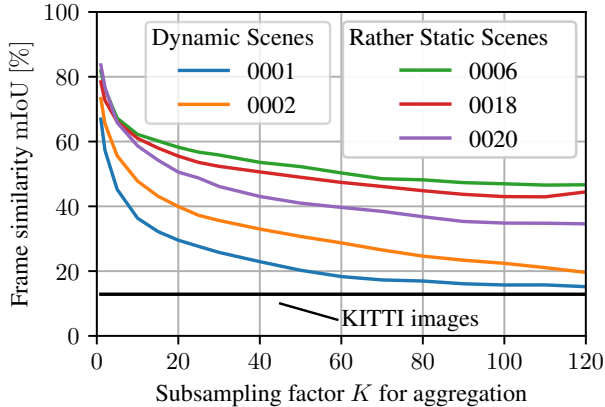 Frame similarity mIoU [%]
100
80
60
40
20
0
Dynamic Scenes
0001
0002
Rather Static Scenes
0006
0018
0020
KITTI images
0 20 40 60 80 100 120
Subsampling factor K for aggregation